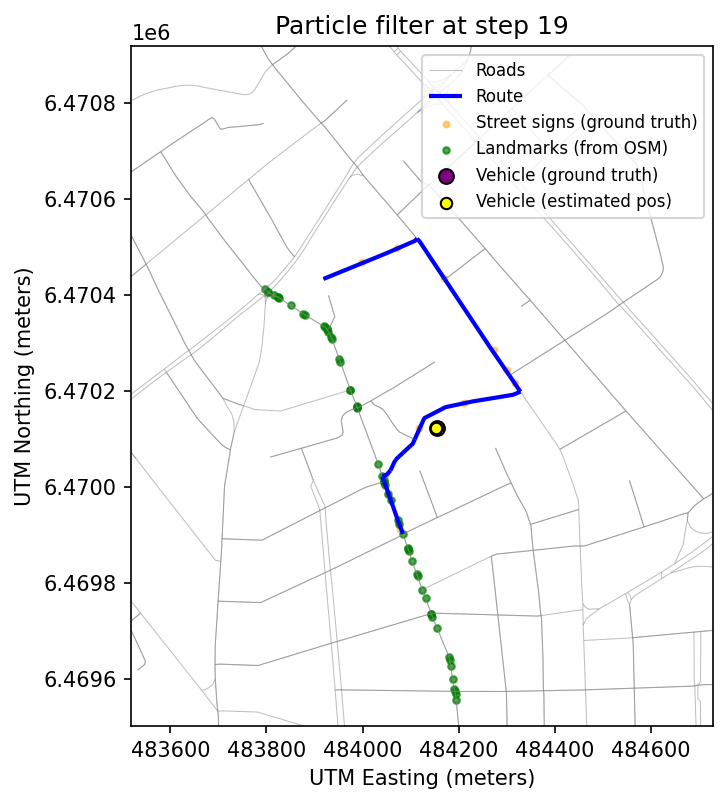 Particle filter at step 19
1e6
Roads
Route
Street signs (ground truth)
Landmarks (from OSM)
Vehicle (ground truth)
Vehicle (estimated pos)
6.4708
6.4706
6.4704
6.4702
6.4700
6.4698
6.4696
UTM Northing (meters)
483600 483800 484000 484200 484400 484600
UTM Easting (meters)